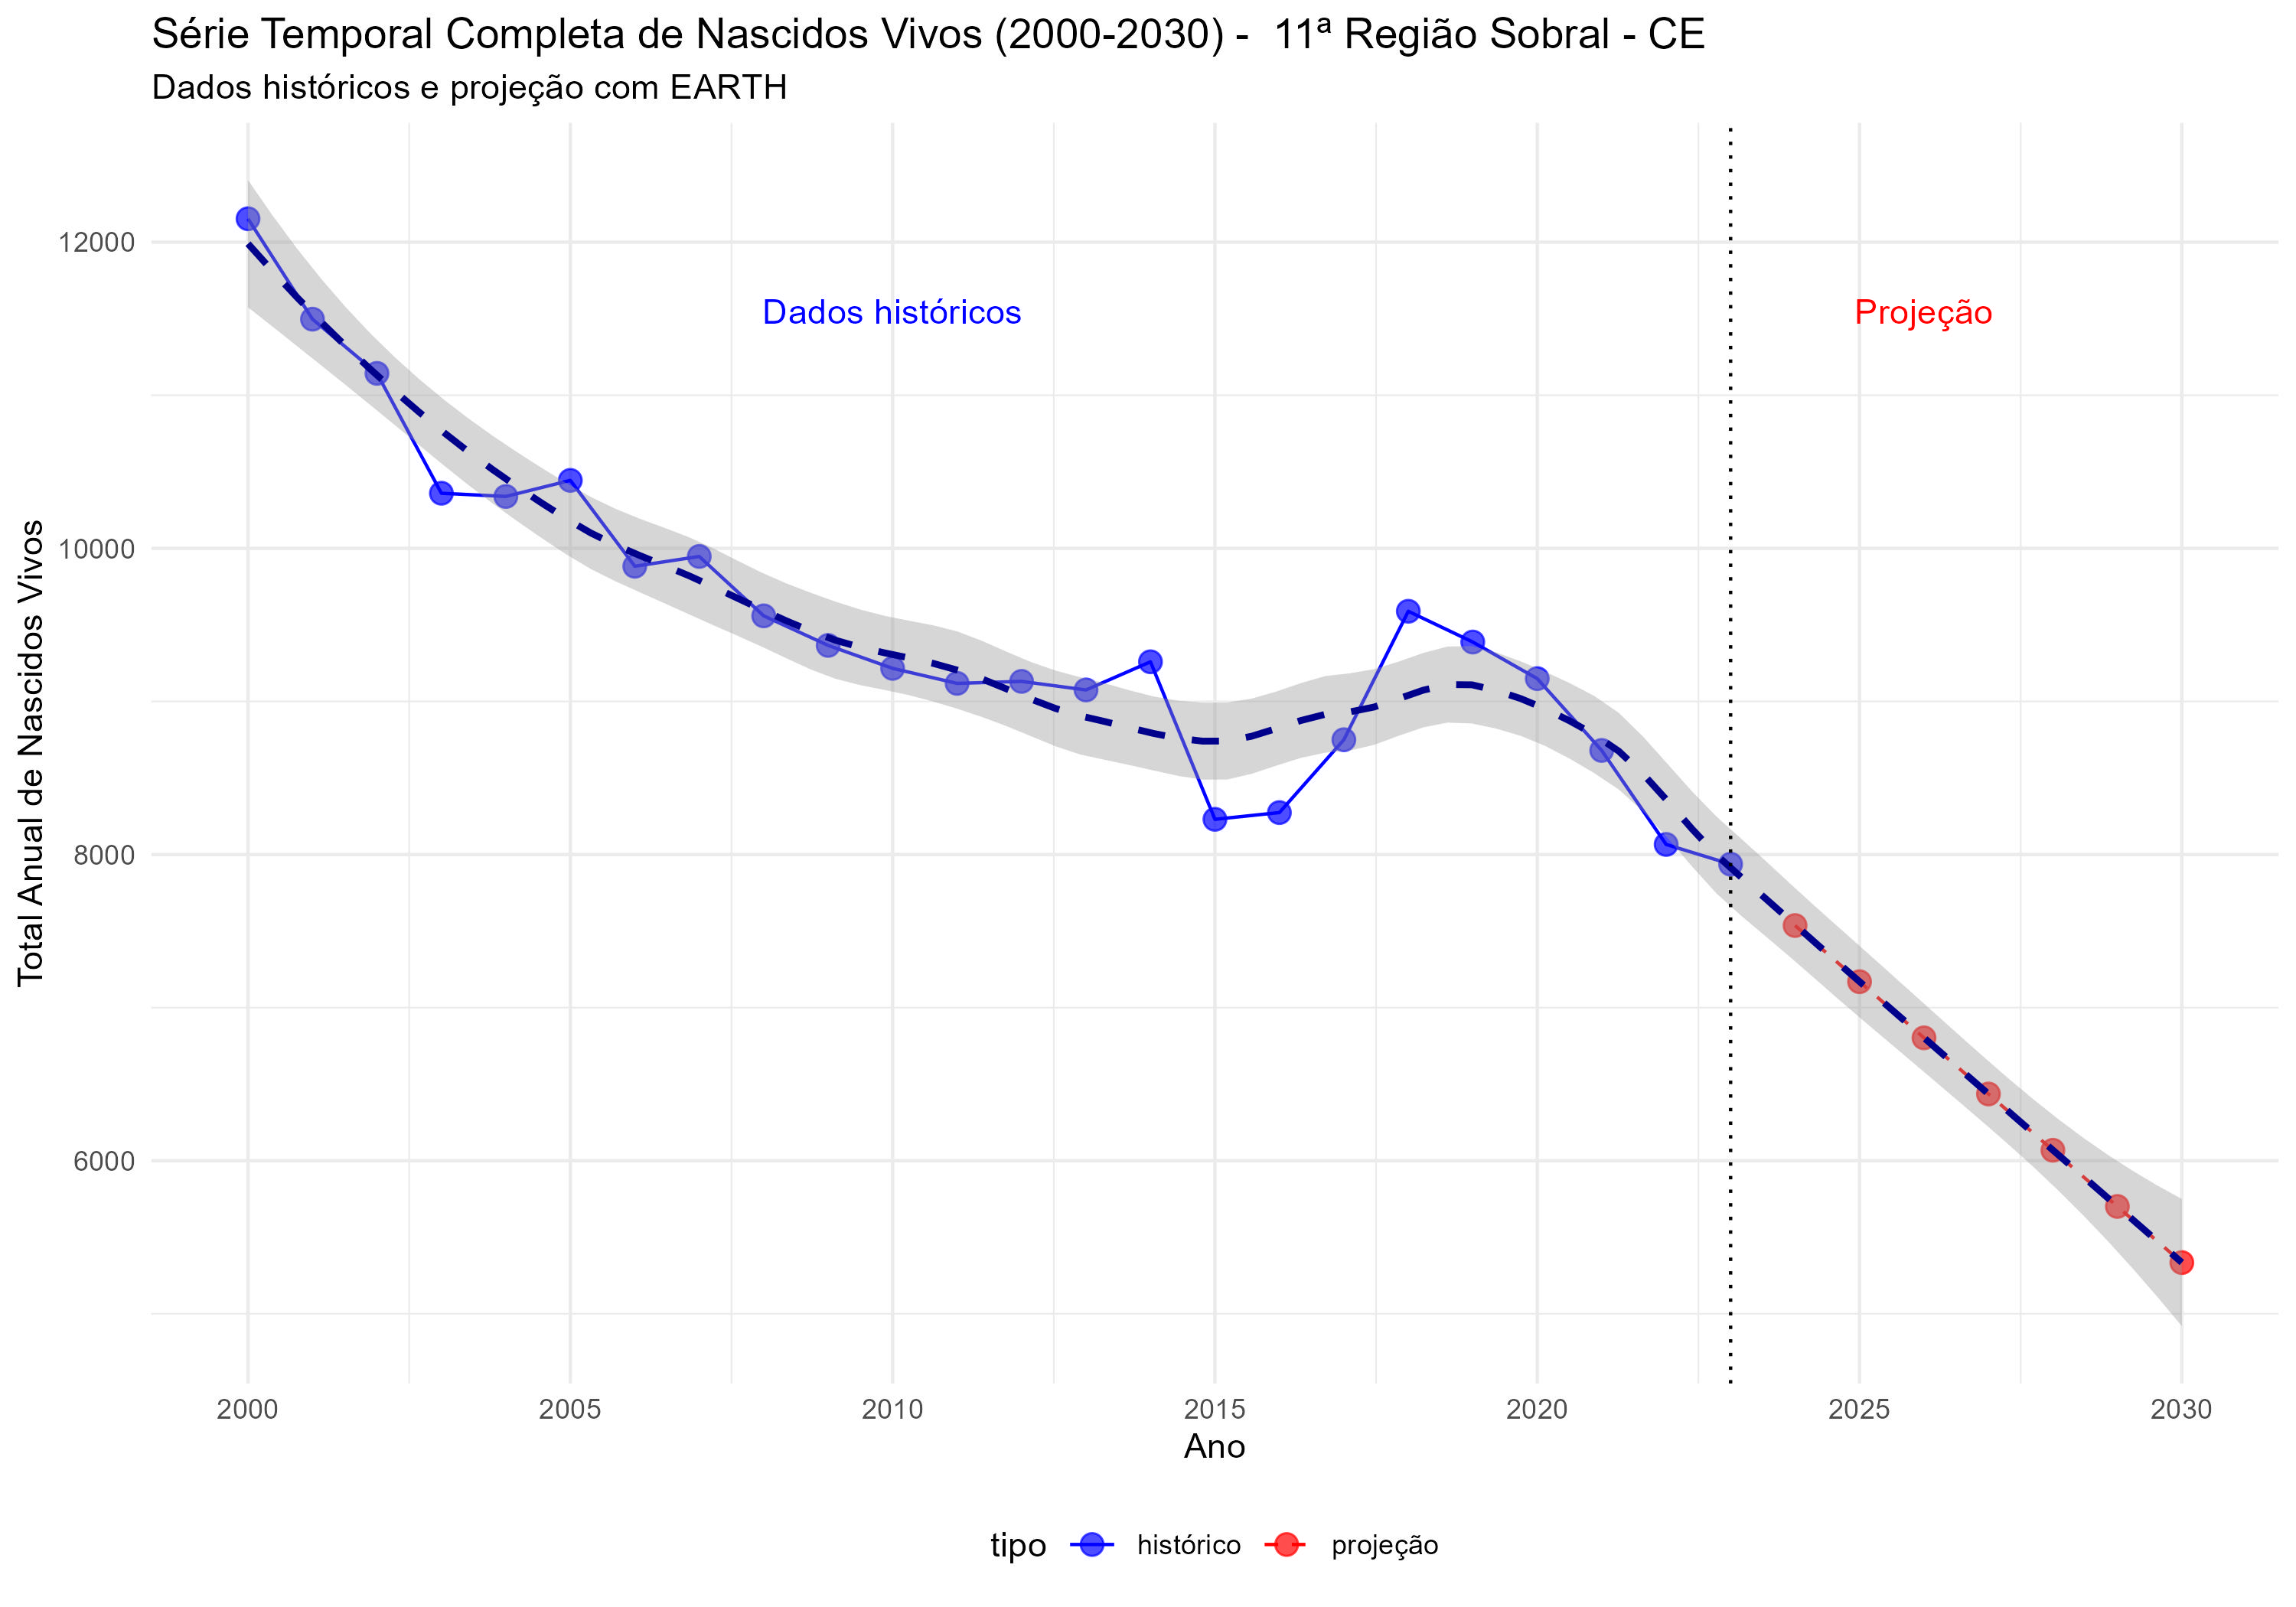 Série Temporal Completa de Nascidos Vivos (2000-2030) -  11ª Região Sobral - CE
Dados históricos e projeção com EARTH
Total Anual de Nascidos Vivos
12000
10000
8000
6000
Dados históricos
Projeção
2000
2005
2010
2015
2020
2025
2030
Ano
tipo
histórico
projeção